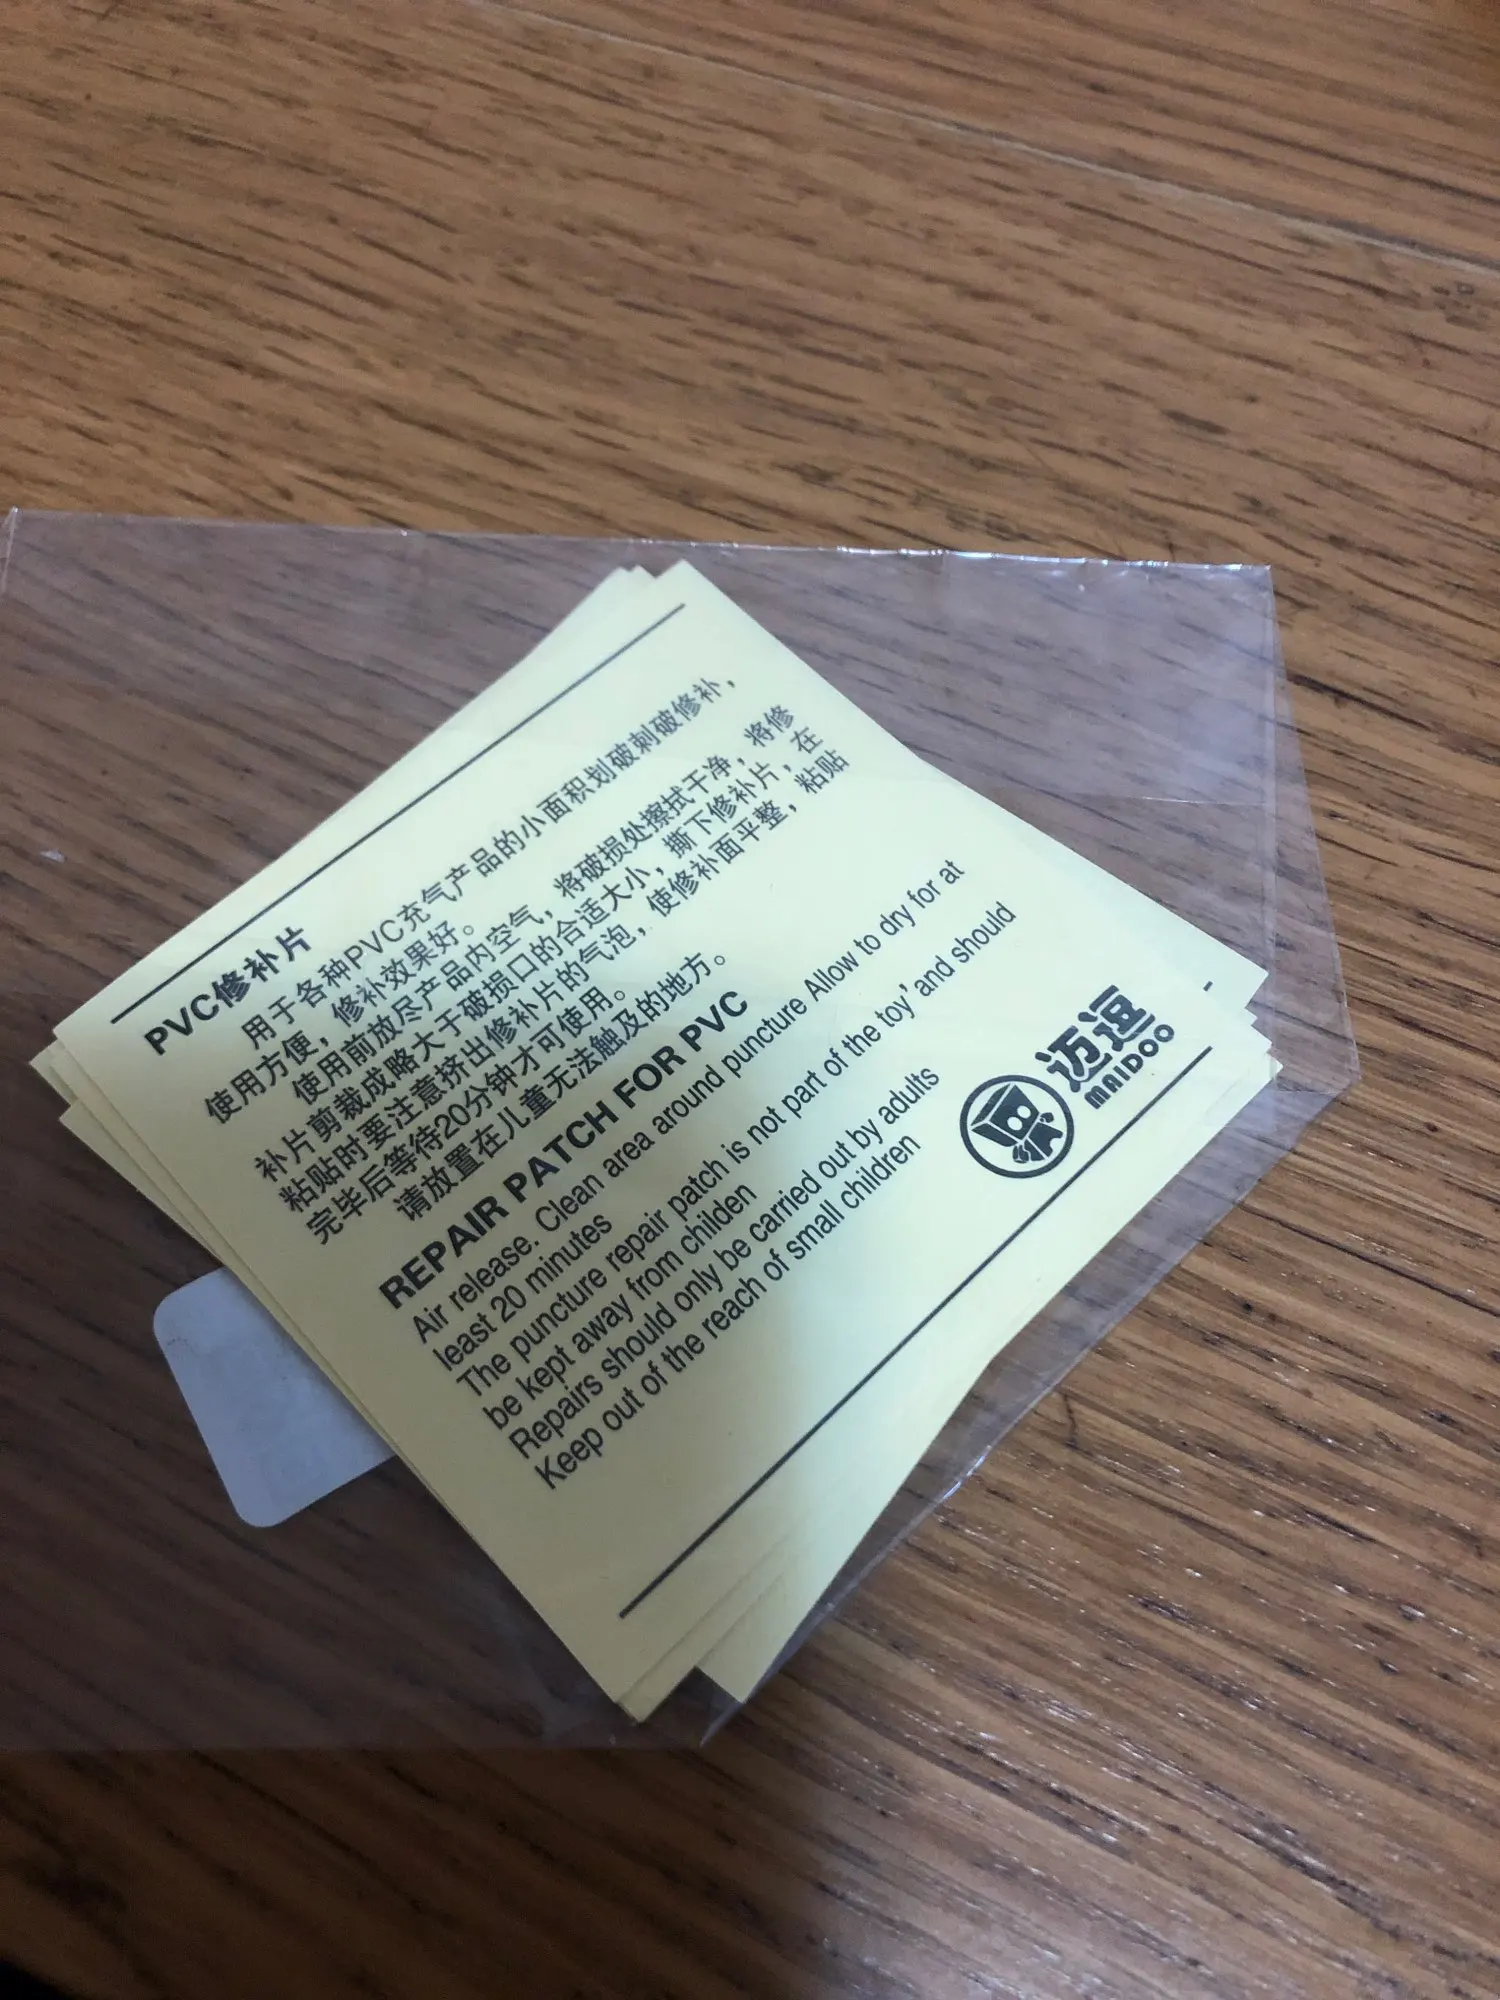 PVC修补片
用于各种PVC充气产品的小面积划破刺破修补，
使用方便，修补效果好。
使用前放尽产品内空气，将破损处擦拭干净，将修
补片剪裁成略大于破损口的合适大小，撕下修补片，在
粘贴时要注意挤出修补片的气泡，使修补面平整，粘贴
完毕后等待20分钟才可使用。
请放置在儿童无法触及的地方。
REPAIR PATCH FOR PVC
Air release. Clean area around puncture Allow to dry for at
least 20 minutes
The puncture repair patch is not part of the toy' and should
be kept away from childen
Repairs should only be carried out by adults
Keep out of the reach of small children
迈逗
MAIDOO